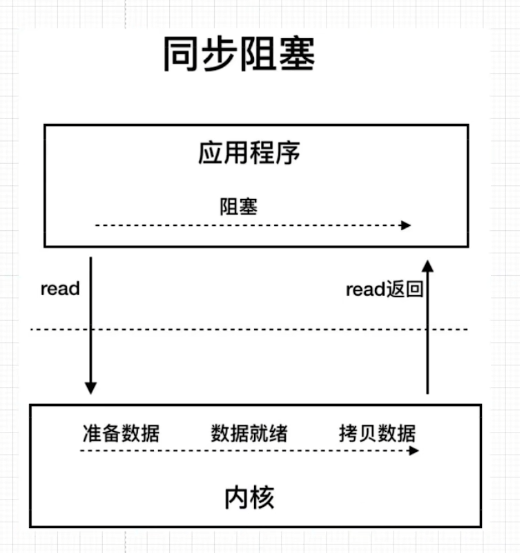 同步阻塞
应用程序
阻塞
read
read返回
准备数据 数据就绪 拷贝数据
内核